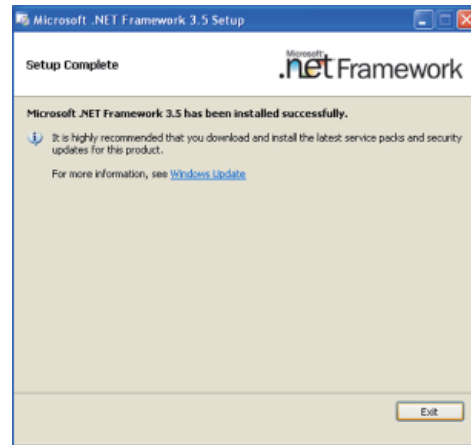 Microsoft .NET Framework 3.5 Setup
Setup Complete
Microsoft
.net Framework
Microsoft .NET Framework 3.5 has been installed successfully.
It is highly recommended that you download and install the latest service packs and security
updates for this product.
For more information, see Windows Update
Exit